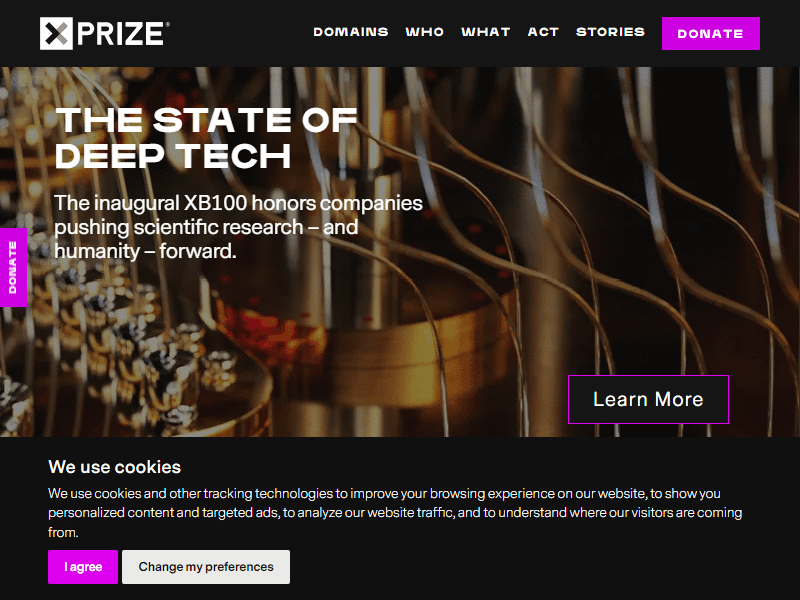 XPRIZE®
DOMAINS WHO WHAT ACT STORIES DONATE
THE STATE OF
DEEP TECH
The inaugural XB100 honors companies
pushing scientific research – and
humanity – forward.
DONATE
Learn More
We use cookies
We use cookies and other tracking technologies to improve your browsing experience on our website, to show you
personalized content and targeted ads, to analyze our website traffic, and to understand where our visitors are coming
from.
I agree
Change my preferences